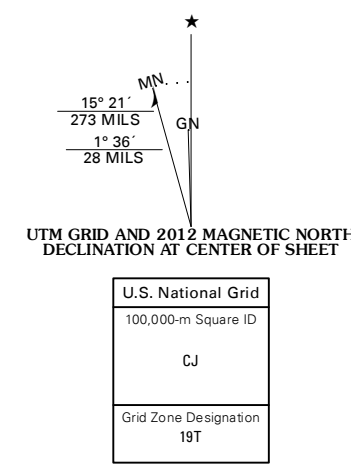 ★
MN
15° 21´
273 MILS
GN
1° 36´
28 MILS
UTM GRID AND 2012 MAGNETIC NORTH
DECLINATION AT CENTER OF SHEET
U.S. National Grid
100,000-m Square ID
CJ
Grid Zone Designation
19T